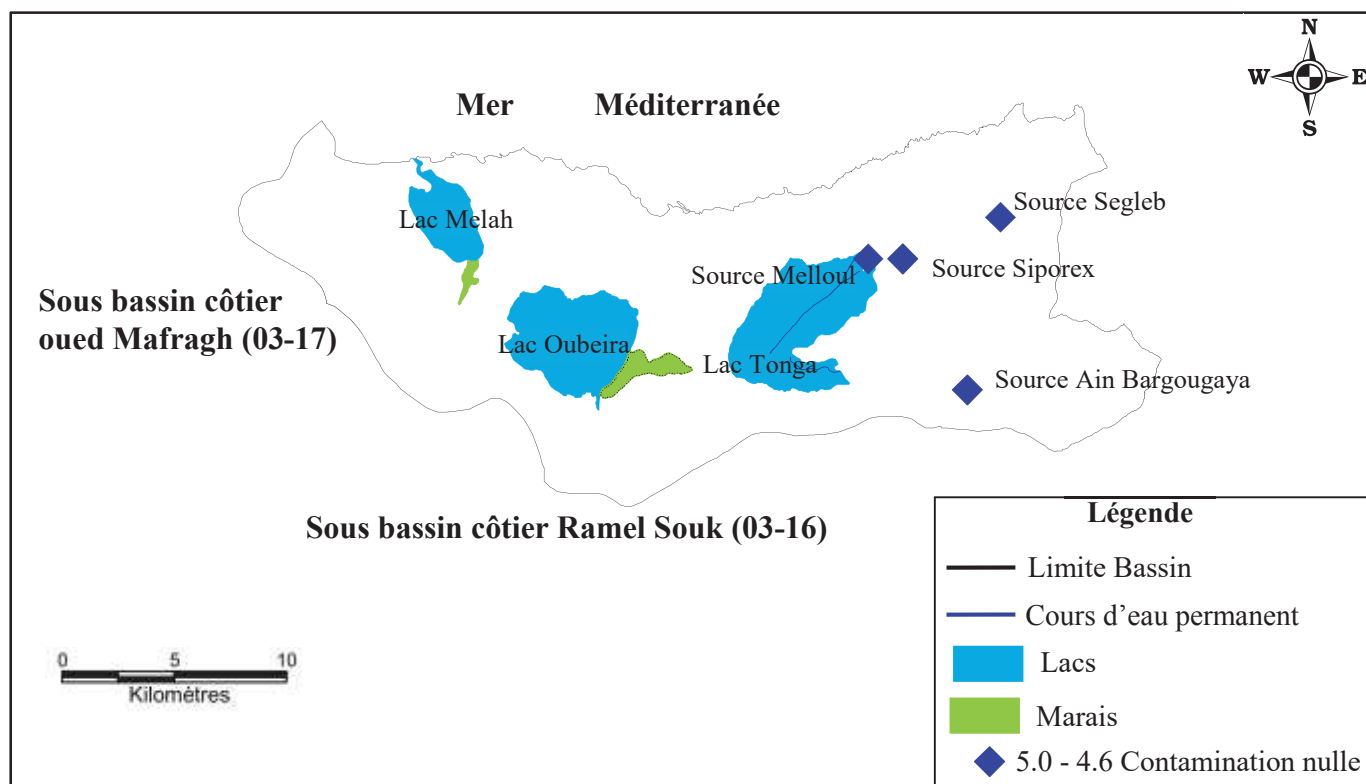 N
W E
S
Mer Méditerranée
Source Segleb
Lac Melah
Source Melloul
Source Siporex
Sous bassin côtier
oued Mafragh (03-17)
Lac Oubeira
Lac Tonga
Source Ain Bargougaya
Sous bassin côtier Ramel Souk (03-16)
Légende
Limite Bassin
Cours d’eau permanent
Lacs
Marais
5.0 - 4.6 Contamination nulle
0 5 10
Kilomètres